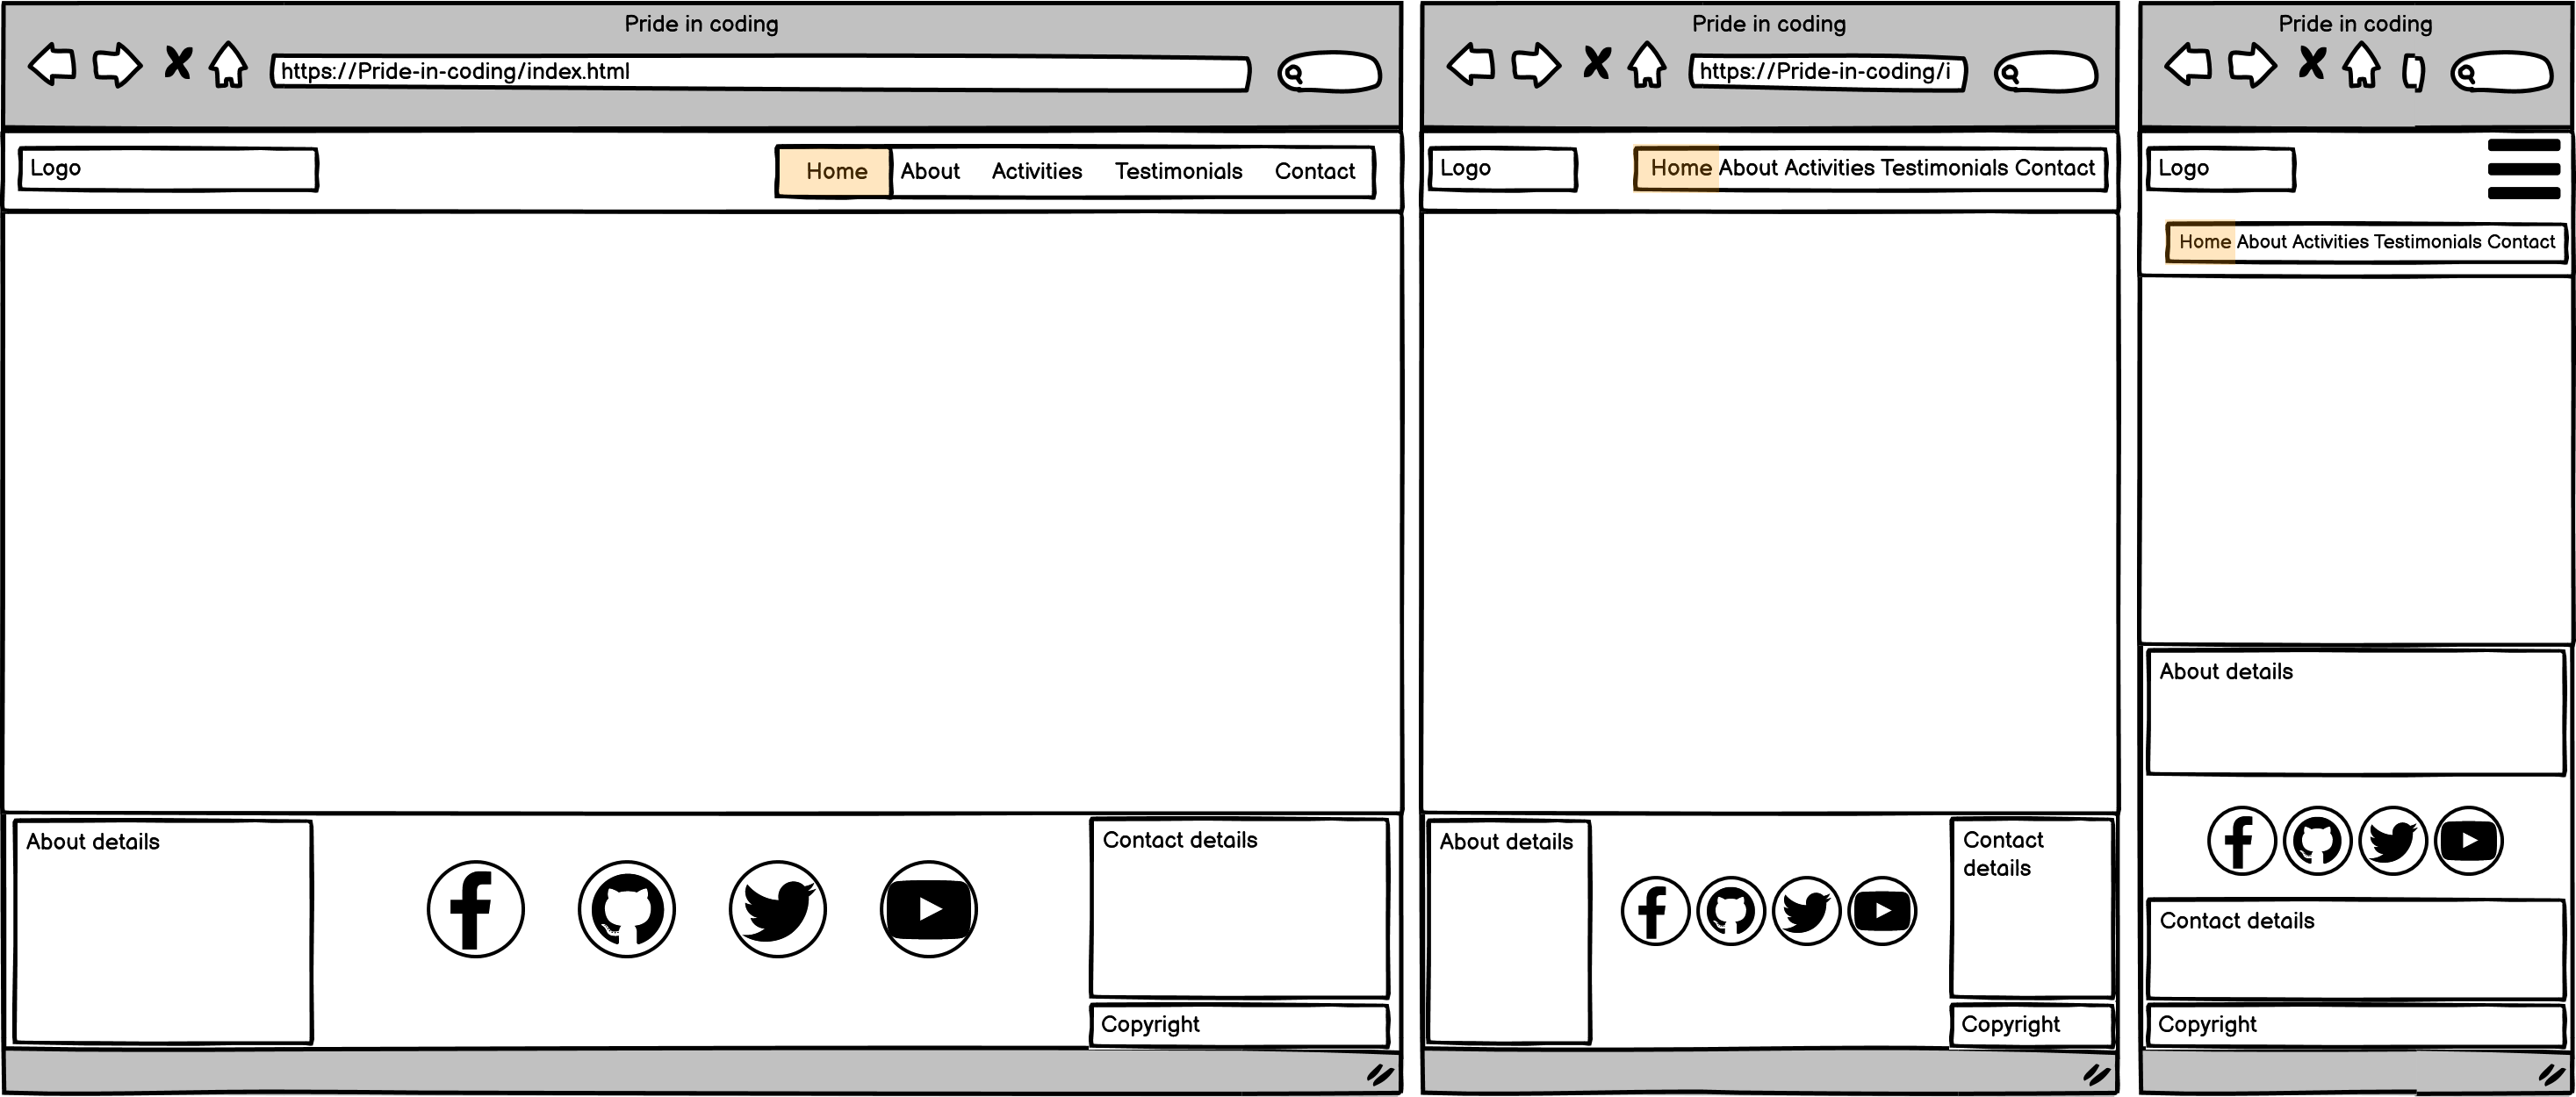 Pride in coding
https://Pride-in-coding/index.html
Logo
Home About Activities Testimonials Contact
About details
Contact details
Copyright
Pride in coding
https://Pride-in-coding/i
Logo
Home About Activities Testimonials Contact
About details
Contact
details
Copyright
Pride in coding
Logo
Home About Activities Testimonials Contact
About details
Contact details
Copyright